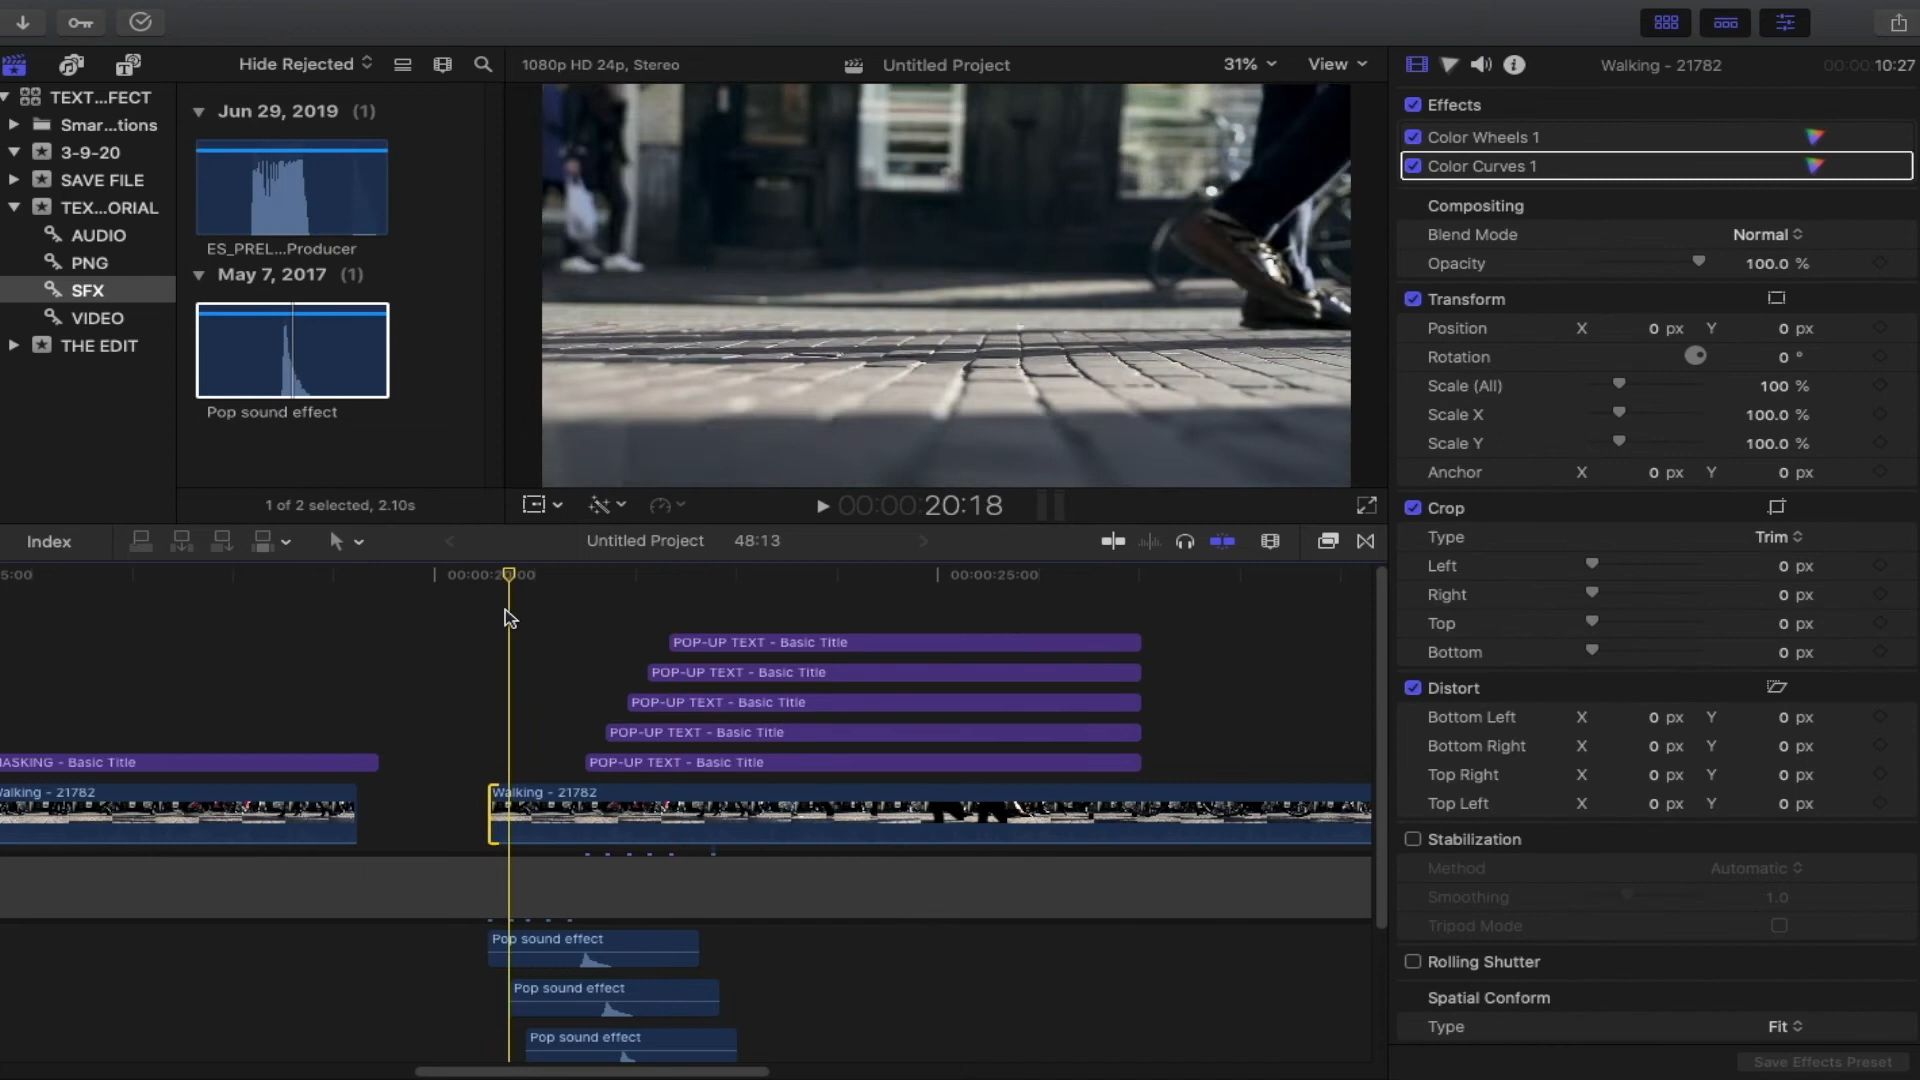 Hide Rejected
1080p HD 24p, Stereo
Untitled Project
31%
View
Walking - 21782
00:00:10:27
TEXT...FECT
Smar...tions
3-9-20
SAVE FILE
TEX...ORIAL
AUDIO
PNG
SFX
VIDEO
THE EDIT
Jun 29, 2019 (1)
ES_PREL...Producer
May 7, 2017 (1)
Pop sound effect
1 of 2 selected, 2.10s
00:00:20:18
Effects
Color Wheels 1
Color Curves 1
Compositing
Blend Mode Normal
Opacity 100.0 %
Transform
Position X 0 px Y 0 px
Rotation 0 °
Scale (All) 100 %
Scale X 100.0 %
Scale Y 100.0 %
Anchor X 0 px Y 0 px
Crop
Type Trim
Left 0 px
Right 0 px
Top 0 px
Bottom 0 px
Distort
Bottom Left X 0 px Y 0 px
Bottom Right X 0 px Y 0 px
Top Right X 0 px Y 0 px
Top Left X 0 px Y 0 px
Stabilization
Method Automatic
Smoothing 1.0
Tripod Mode
Rolling Shutter
Spatial Conform
Type Fit
Save Effects Preset
Index
Untitled Project 48:13
5:00
00:00:20:00
00:00:25:00
POP-UP TEXT - Basic Title
POP-UP TEXT - Basic Title
POP-UP TEXT - Basic Title
POP-UP TEXT - Basic Title
POP-UP TEXT - Basic Title
MASKING - Basic Title
Walking - 21782
Walking - 21782
Pop sound effect
Pop sound effect
Pop sound effect